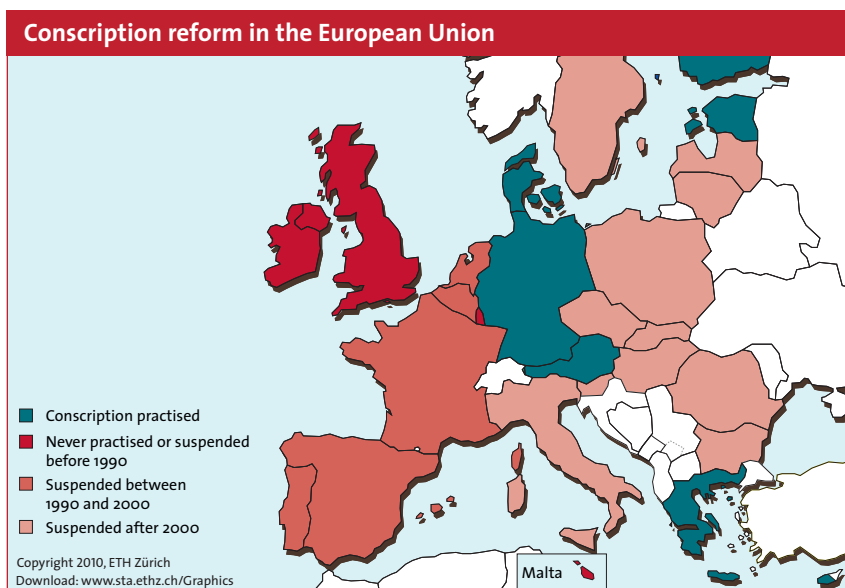 Conscription reform in the European Union
Conscription practised
Never practised or suspended
before 1990
Suspended between
1990 and 2000
Suspended after 2000
Copyright 2010, ETH Zürich
Download: www.sta.ethz.ch/Graphics
Malta